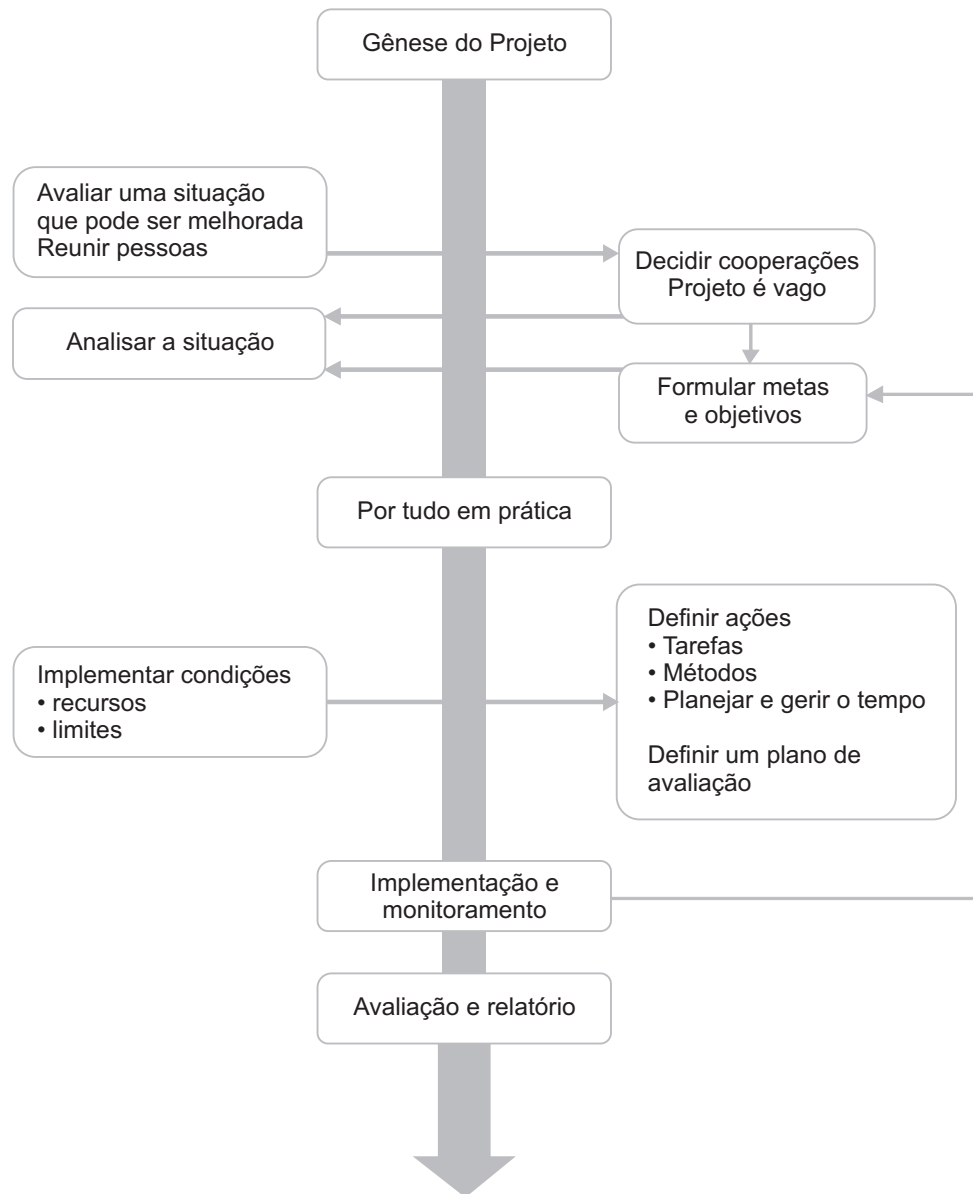 Gênese do Projeto
Avaliar uma situação
que pode ser melhorada
Reunir pessoas
Decidir cooperações
Projeto é vago
Analisar a situação
Formular metas
e objetivos
Por tudo em prática
Implementar condições
• recursos
• limites
Definir ações
• Tarefas
• Métodos
• Planejar e gerir o tempo
Definir um plano de
avaliação
Implementação e
monitoramento
Avaliação e relatório